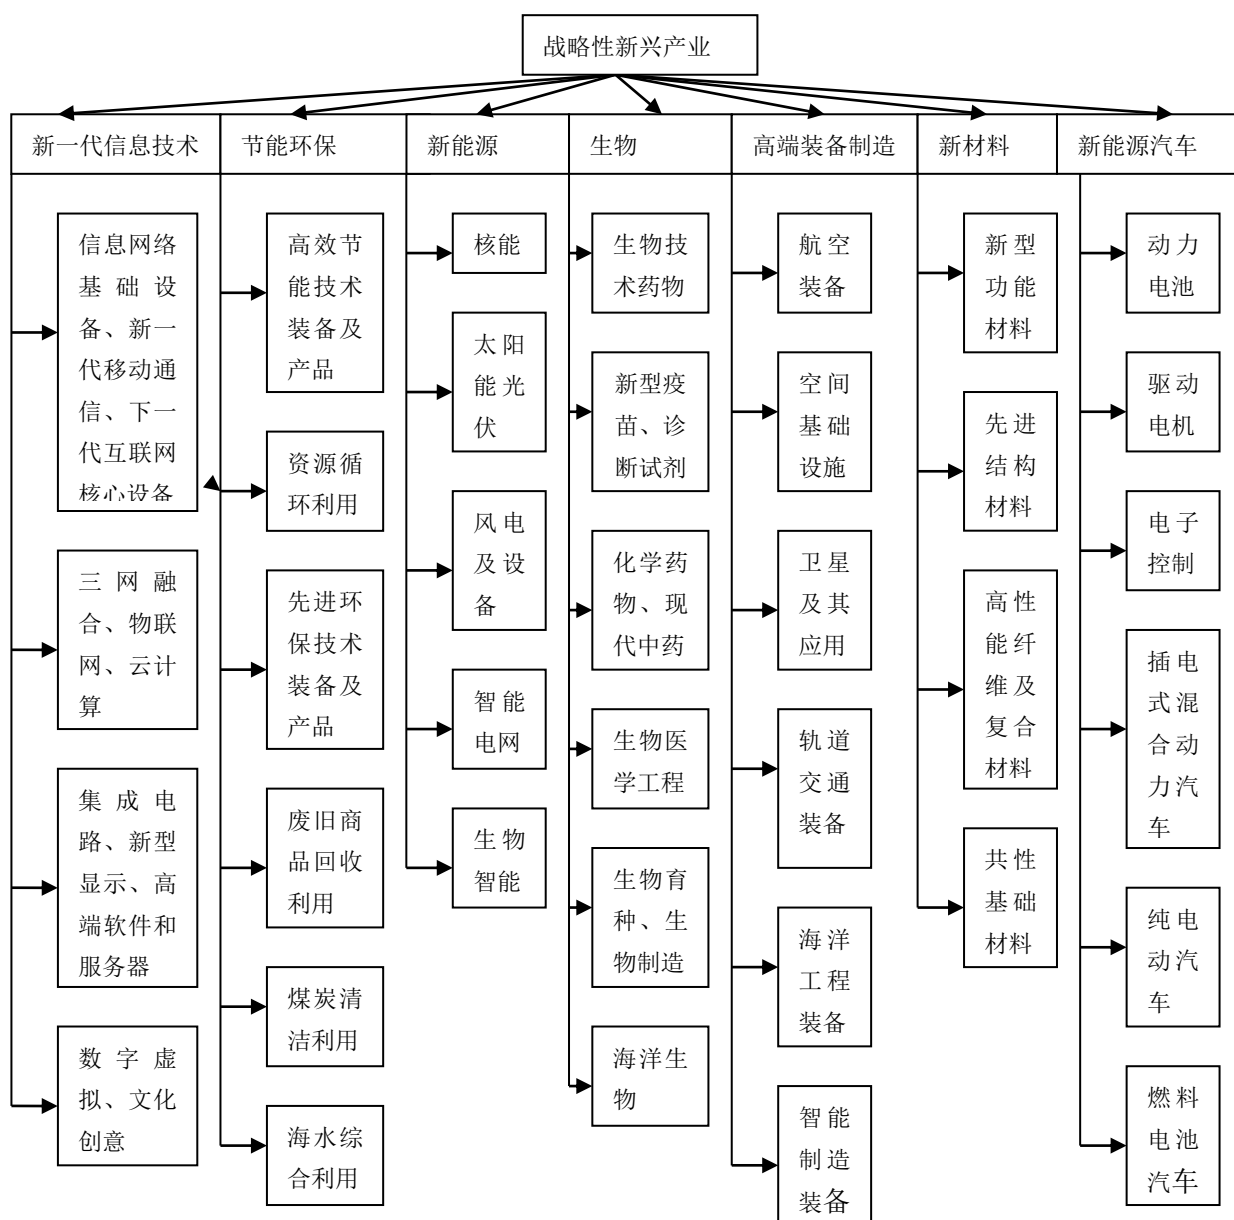 战略性新兴产业
新一代信息技术
节能环保
新能源
生物
高端装备制造
新材料
新能源汽车
信息网络
基础设
备、新一
代移动通
信、下一
代互联网
核心设备
三网融
合、物联
网、云计
算
集成电
路、新型
显示、高
端软件和
服务器
数字虚
拟、文化
创意
高效节
能技术
装备及
产品
资源循
环利用
先进环
保技术
装备及
产品
废旧商
品回收
利用
煤炭清
洁利用
海水综
合利用
核能
太阳
能光
伏
风电
及设
备
智能
电网
生物
智能
生物技
术药物
新型疫
苗、诊
断试剂
化学药
物、现
代中药
生物医
学工程
生物育
种、生
物制造
海洋生
物
航空
装备
空间
基础
设施
卫星
及其
应用
轨道
交通
装备
海洋
工程
装备
智能
制造
装备
新型
功能
材料
先进
结构
材料
高性
能纤
维及
复合
材料
共性
基础
材料
动力
电池
驱动
电机
电子
控制
插电
式混
合动
力汽
车
纯电
动汽
车
燃料
电池
汽车